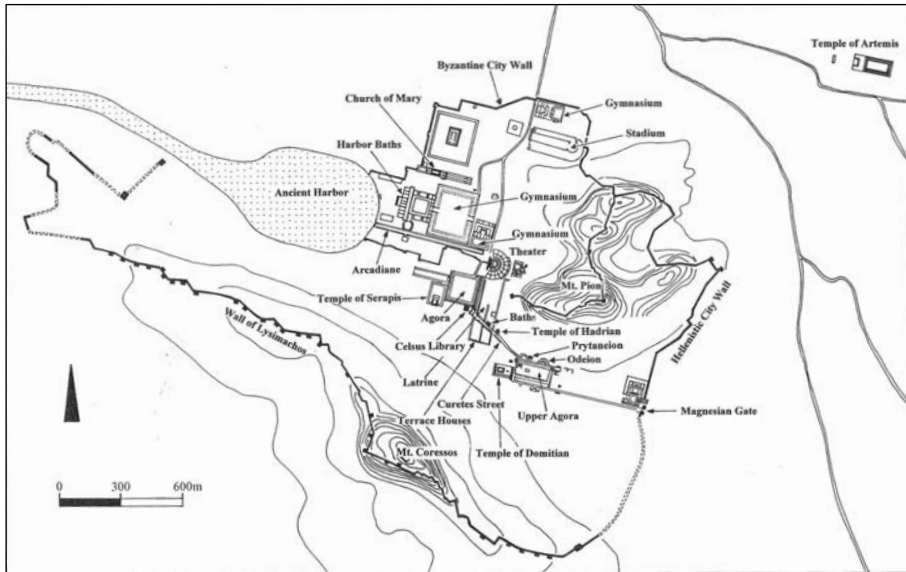 Temple of Artemis
Byzantine City Wall
Church of Mary
Gymnasium
Harbor Baths
Stadium
Ancient Harbor
Gymnasium
Gymnasium
Arcadiane
Theater
Mt. Pion
Temple of Serapis
Agora
Baths
Hellenistic City Wall
Wall of Lysimachos
Temple of Hadrian
Celsus Library
Prytaneion
Odeion
Latrine
Curetes Street
Upper Agora
Magnesian Gate
Terrace Houses
Mt. Coressos
Temple of Domitian
0 300 600m